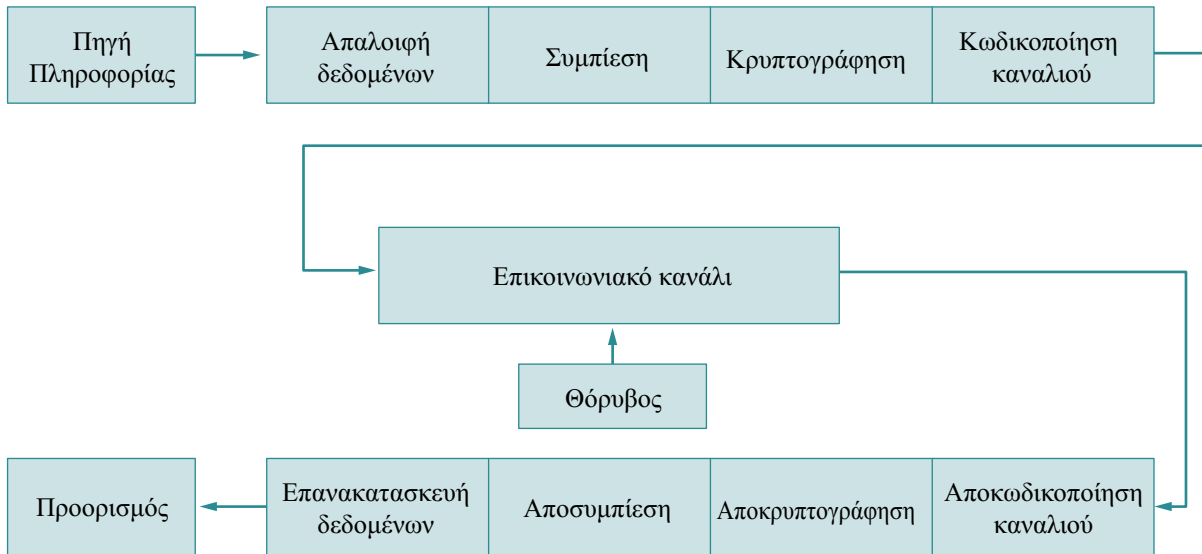 Πηγή
Πληροφορίας
Απαλοιφή
δεδομένων
Συμπίεση
Κρυπτογράφηση
Κωδικοποίηση
καναλιού
Επικοινωνιακό κανάλι
Θόρυβος
Προορισμός
Επανακατασκευή
δεδομένων
Αποσυμπίεση
Αποκρυπτογράφηση
Αποκωδικοποίηση
καναλιού